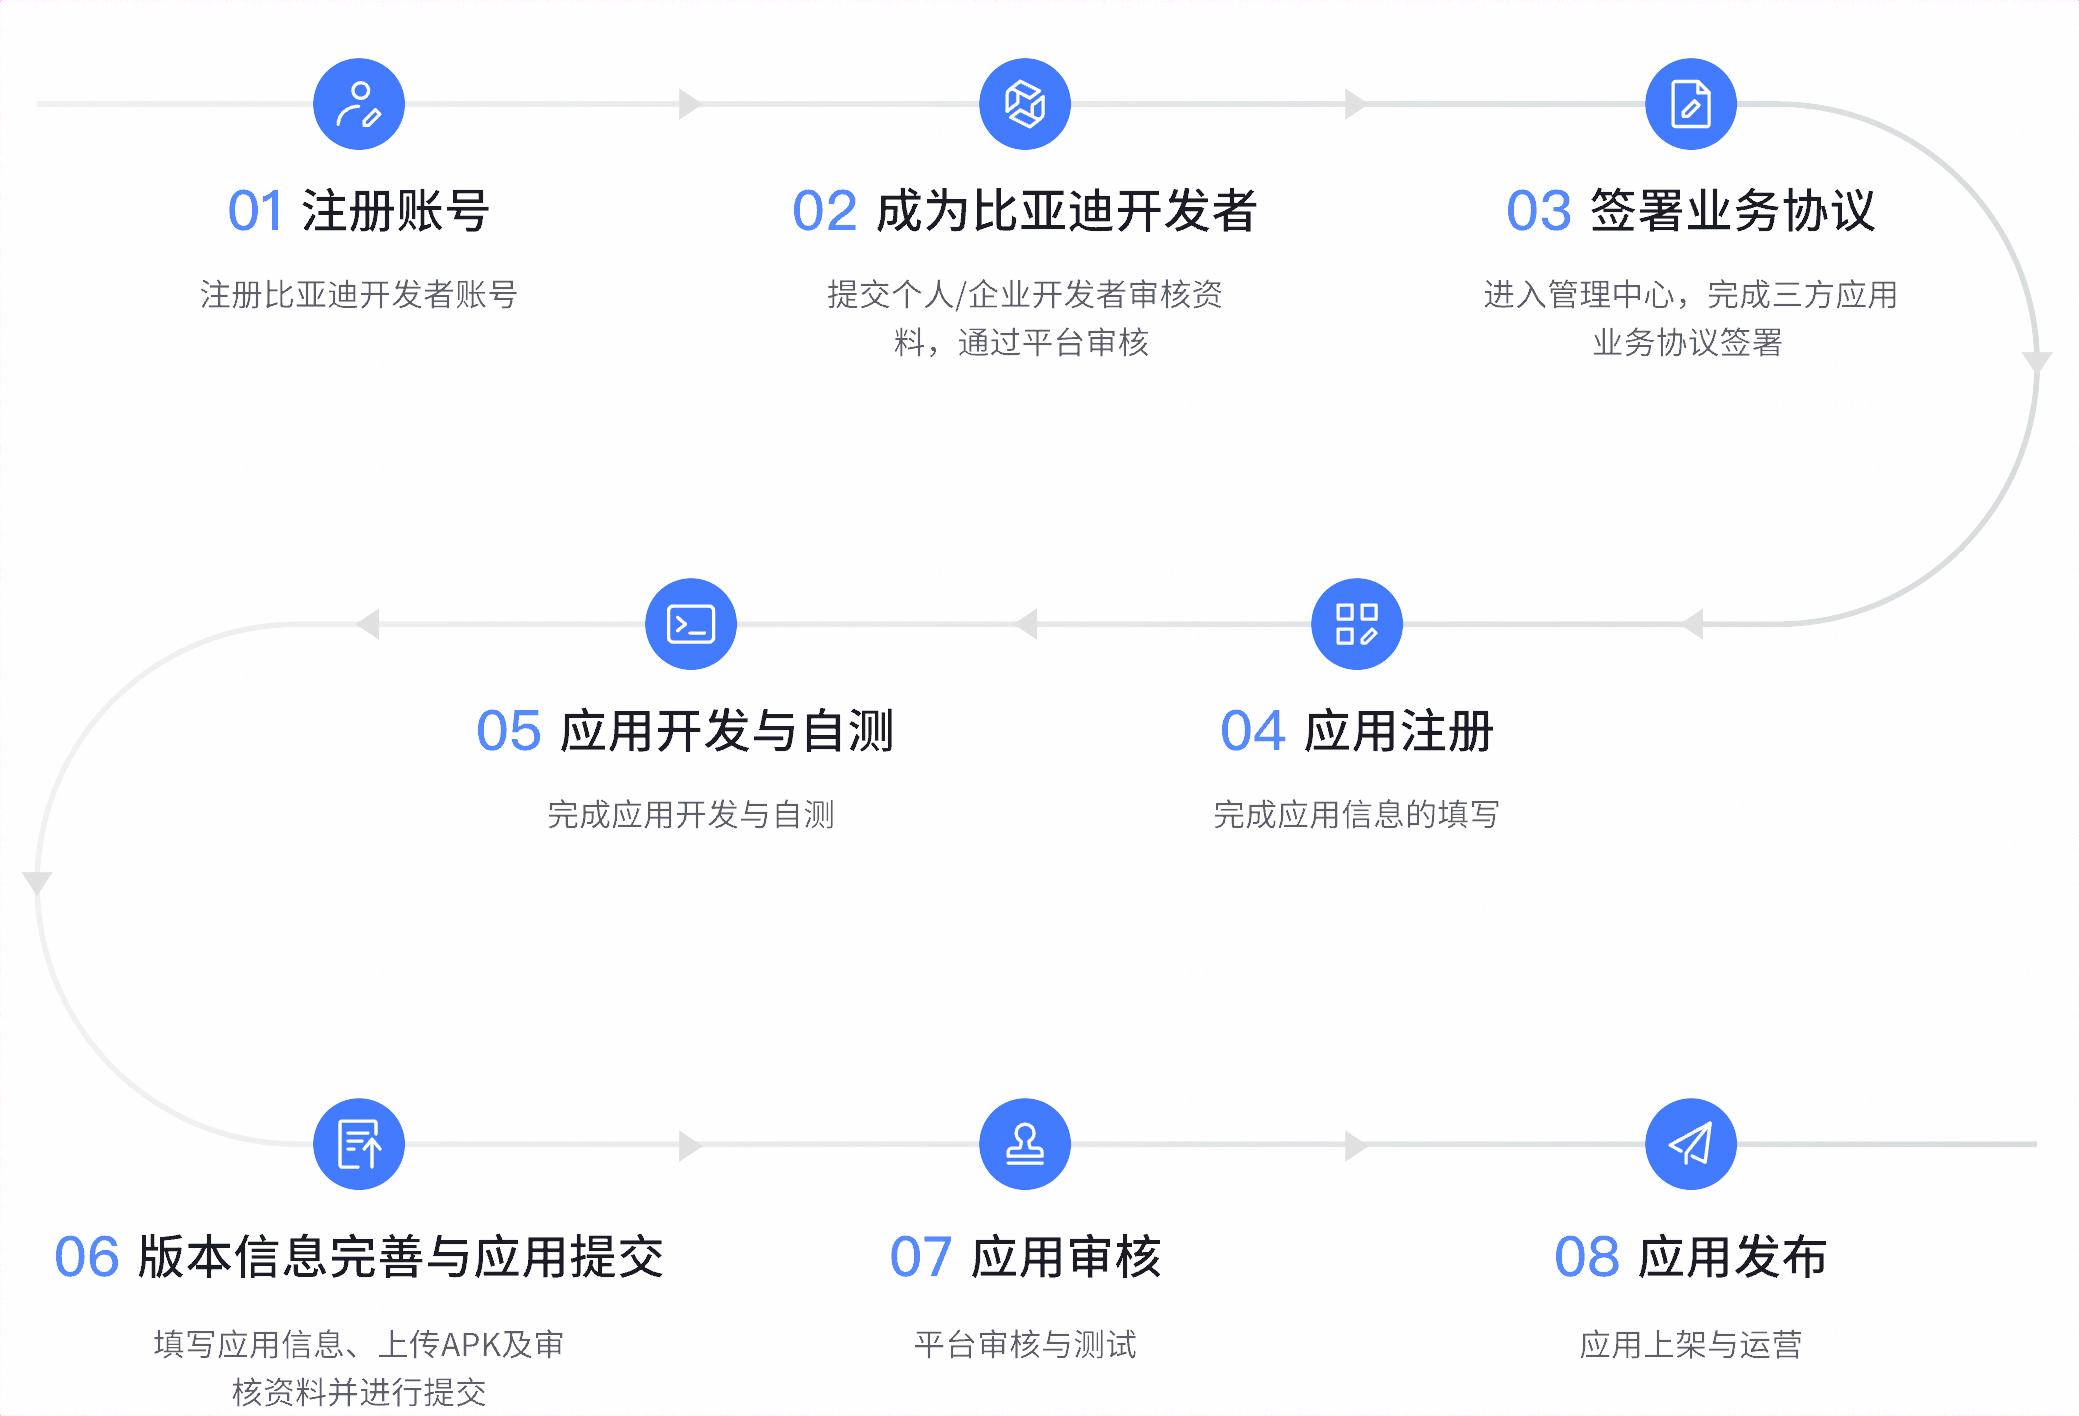 01 注册账号
注册比亚迪开发者账号
02 成为比亚迪开发者
提交个人/企业开发者审核资
料，通过平台审核
03 签署业务协议
进入管理中心，完成三方应用
业务协议签署
04 应用注册
完成应用信息的填写
05 应用开发与自测
完成应用开发与自测
06 版本信息完善与应用提交
填写应用信息、上传APK及审
核资料并进行提交
07 应用审核
平台审核与测试
08 应用发布
应用上架与运营